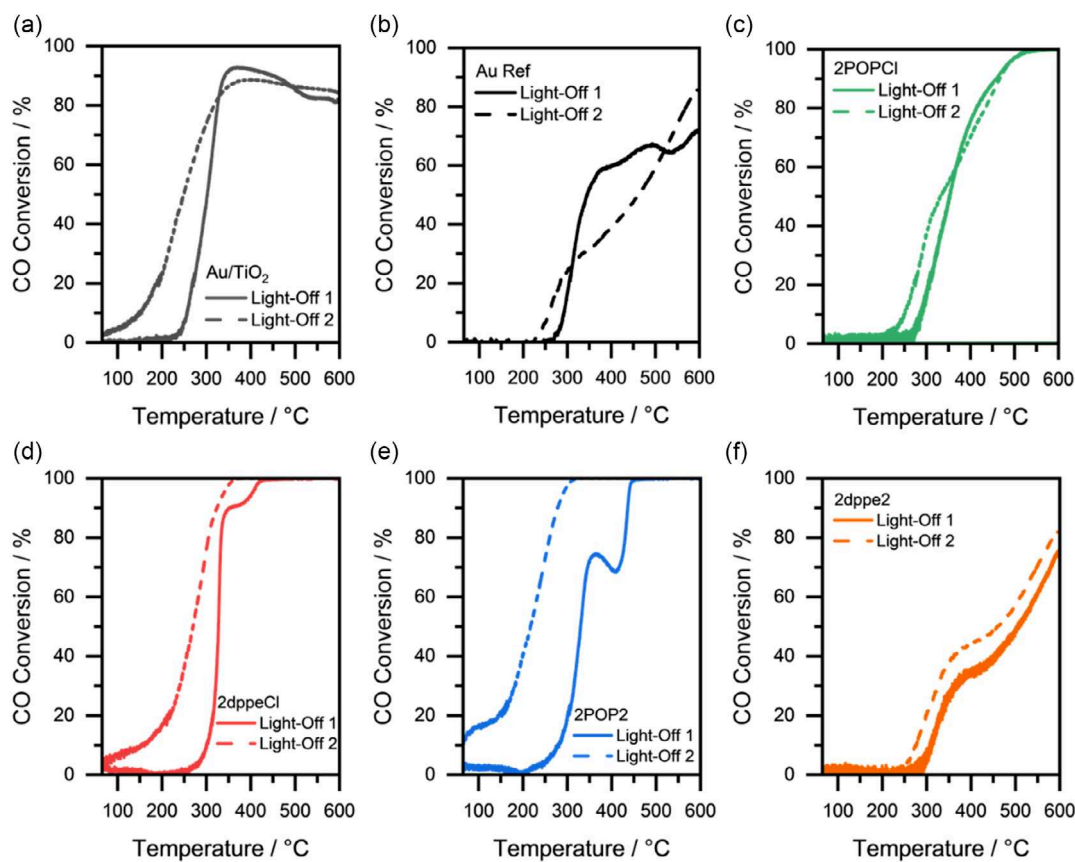 (a)
100
80
60
40
20
0
CO Conversion / %
Au/TiO₂
Light-Off 1
Light-Off 2
100 200 300 400 500 600
Temperature / °C
(b)
100
80
60
40
20
0
CO Conversion / %
Au Ref
Light-Off 1
Light-Off 2
100 200 300 400 500 600
Temperature / °C
(c)
100
80
60
40
20
0
CO Conversion / %
2POPCl
Light-Off 1
Light-Off 2
100 200 300 400 500 600
Temperature / °C
(d)
100
80
60
40
20
0
CO Conversion / %
2dppeCl
Light-Off 1
Light-Off 2
100 200 300 400 500 600
Temperature / °C
(e)
100
80
60
40
20
0
CO Conversion / %
2POP2
Light-Off 1
Light-Off 2
100 200 300 400 500 600
Temperature / °C
(f)
100
80
60
40
20
0
CO Conversion / %
2dppe2
Light-Off 1
Light-Off 2
100 200 300 400 500 600
Temperature / °C